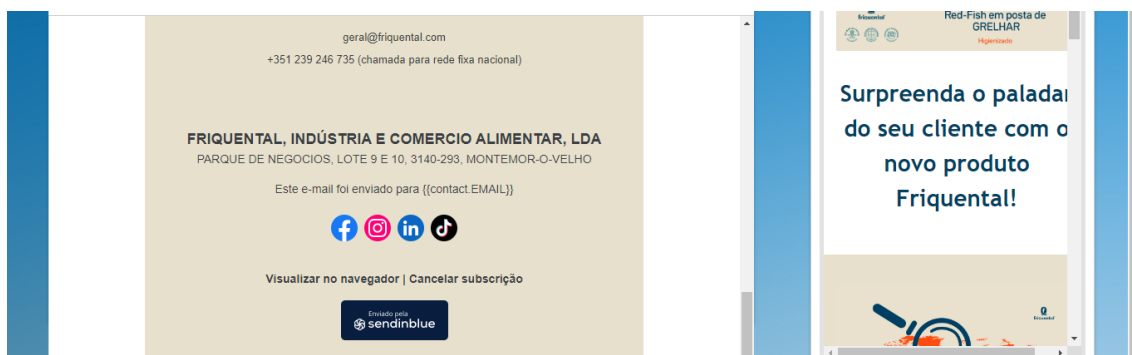 geral@friquental.com
+351 239 246 735 (chamada para rede fixa nacional)
FRIQUENTAL, INDÚSTRIA E COMERCIO ALIMENTAR, LDA
PARQUE DE NEGOCIOS, LOTE 9 E 10, 3140-293, MONTEMOR-O-VELHO
Este e-mail foi enviado para {{contact.EMAIL}}
Visualizar no navegador | Cancelar subscrição
Enviado pela
sendinblue
friquental
Red-Fish em posta de
GRELHAR
Higienizado
Surpreenda o paladar
do seu cliente com o
novo produto
Friquental!
friquental